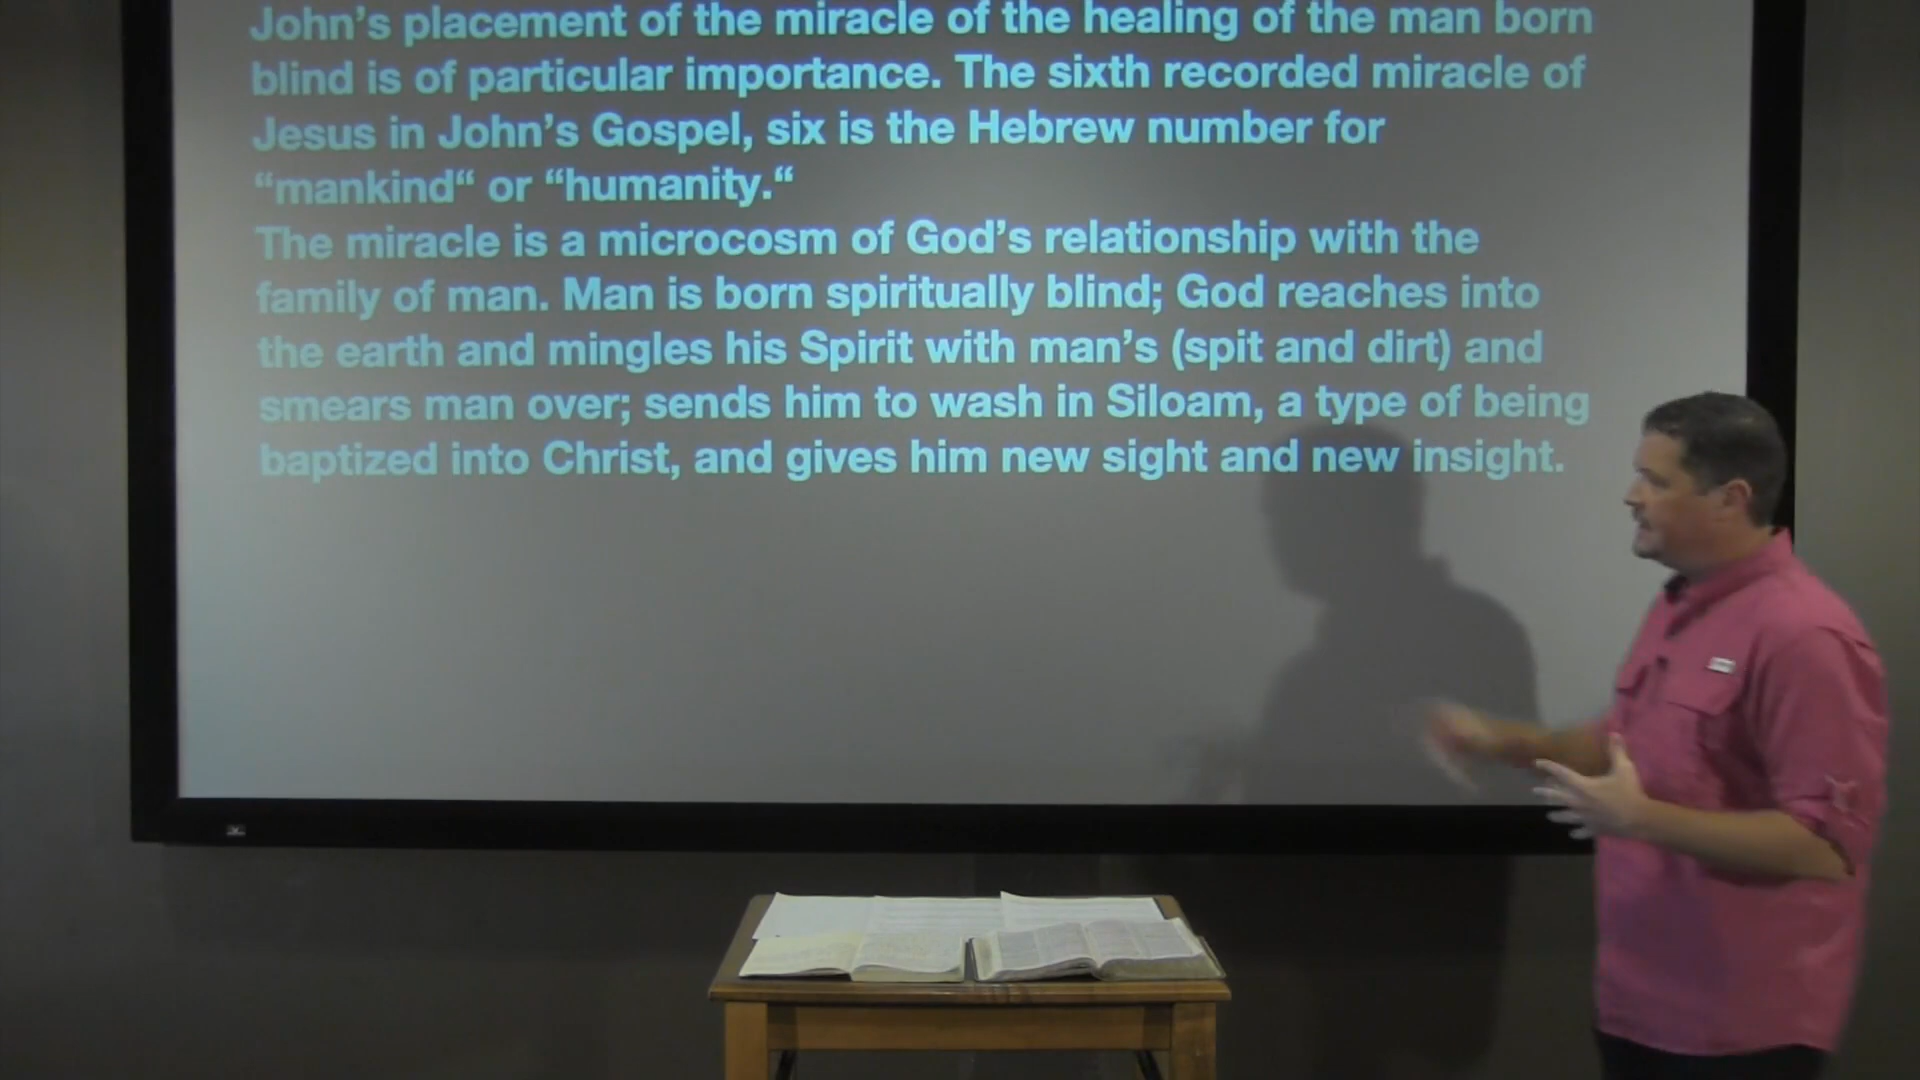 John’s placement of the miracle of the healing of the man born
blind is of particular importance. The sixth recorded miracle of
Jesus in John’s Gospel, six is the Hebrew number for
“mankind“ or “humanity.“
The miracle is a microcosm of God’s relationship with the
family of man. Man is born spiritually blind; God reaches into
the earth and mingles his Spirit with man’s (spit and dirt) and
smears man over; sends him to wash in Siloam, a type of being
baptized into Christ, and gives him new sight and new insight.